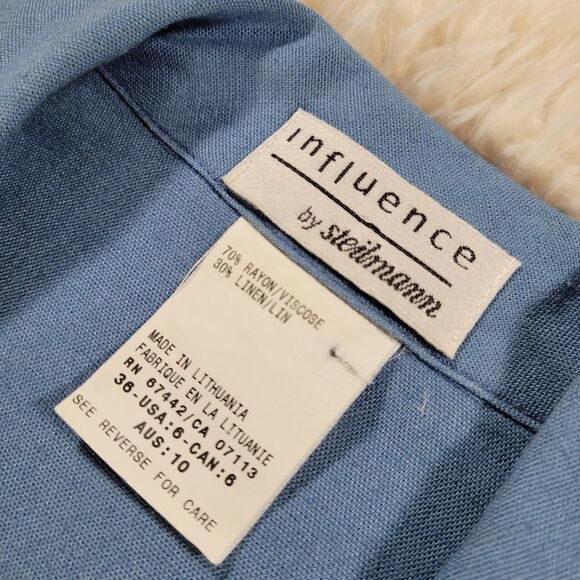 influence
by steilmann
70% RAYON/VISCOSE
30% LINEN/LIN
MADE IN LITHUANIA
FABRIQUE EN LA LITUANIE
RN 67442/CA 07113
36-USA:6-CAN:6
AUS:10
SEE REVERSE FOR CARE